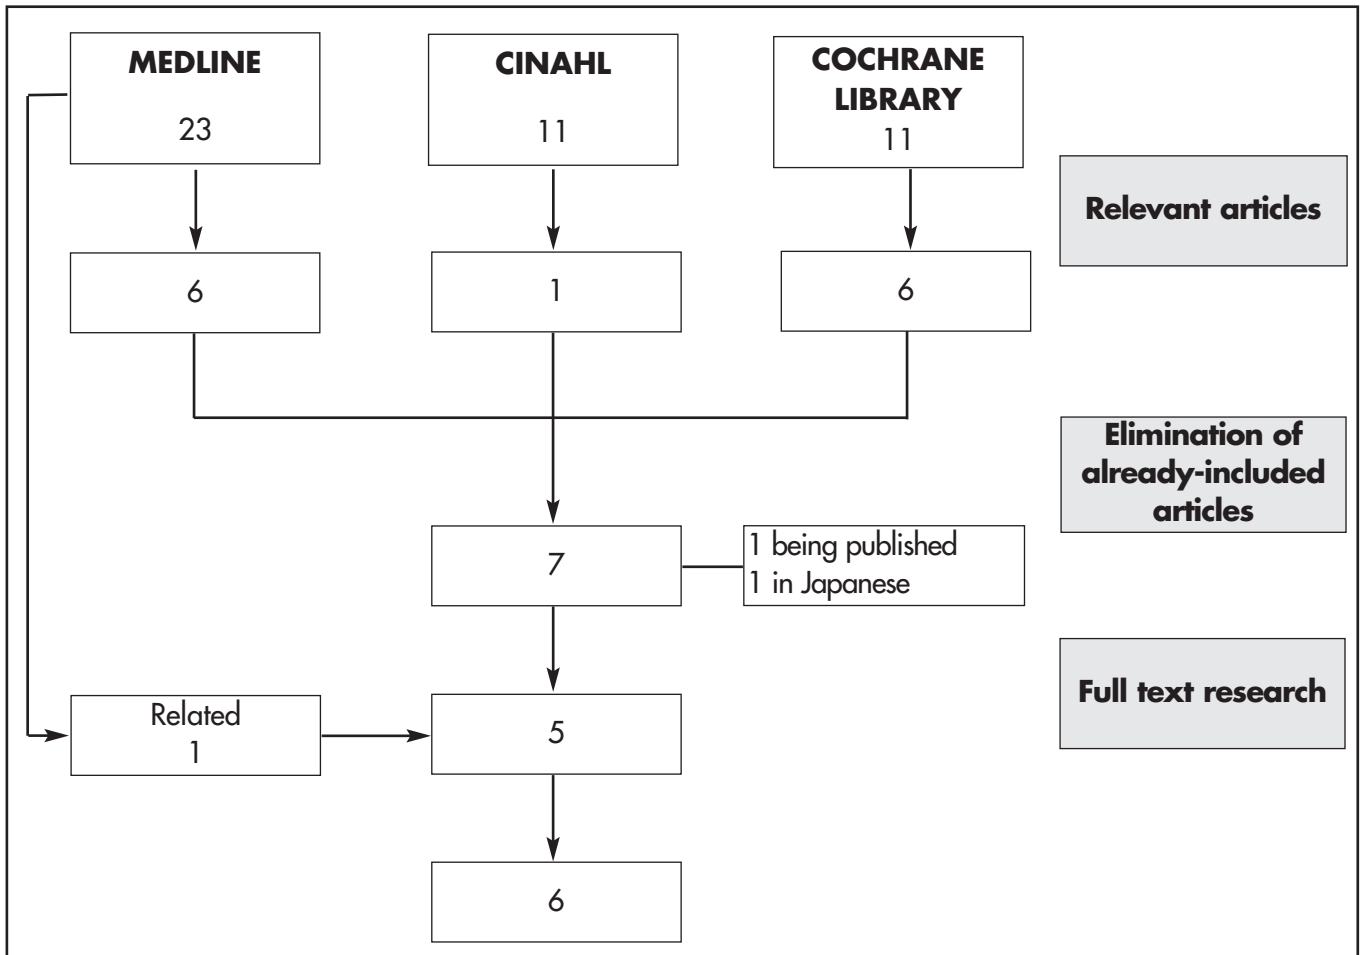 MEDLINE
23
CINAHL
11
COCHRANE
LIBRARY
11
Relevant articles
6
1
6
Elimination of
already-included
articles
7
1 being published
1 in Japanese
Full text research
Related
1
5
6